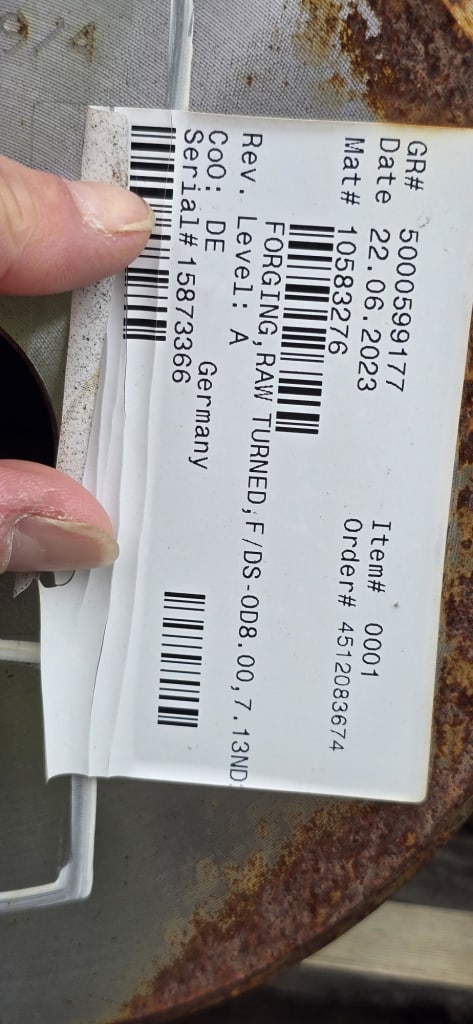 GR# 5000599177
Date 22.06.2023 Item# 0001
Mat# 10583276 Order# 4512083674
FORGING,RAW TURNED,F/DS-OD8.00,7.13ND
Rev. Level: A
CoO: DE Germany
Serial# 15873366